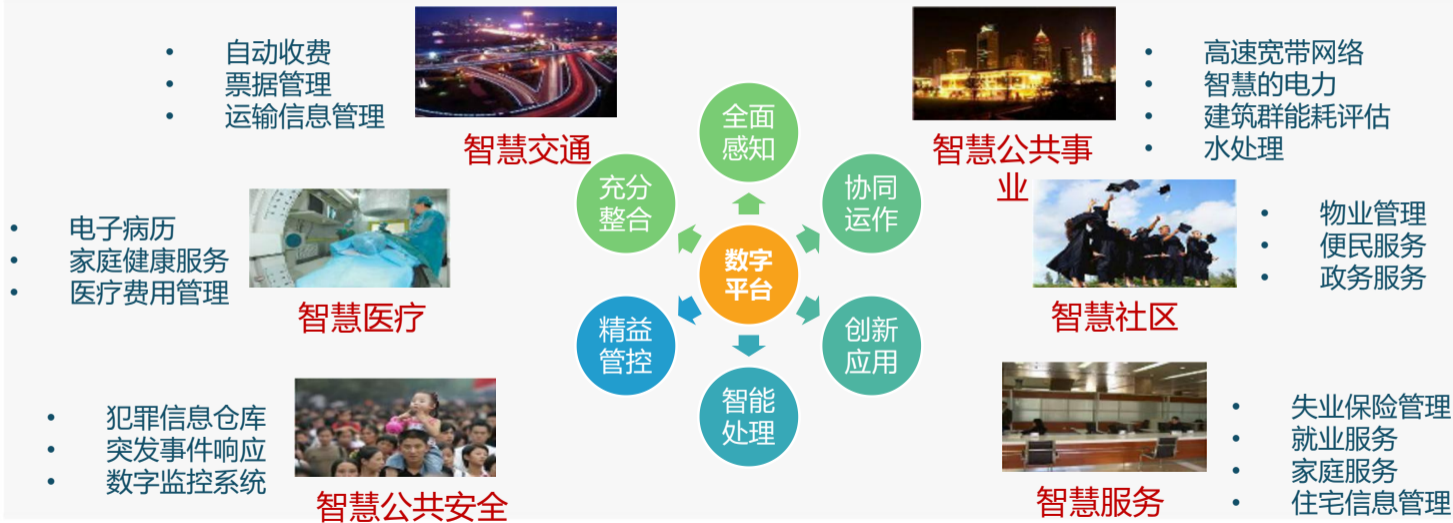 • 自动收费
• 票据管理
• 运输信息管理
智慧交通
• 电子病历
• 家庭健康服务
• 医疗费用管理
智慧医疗
• 犯罪信息仓库
• 突发事件响应
• 数字监控系统
智慧公共安全
全面
感知
充分
整合
协同
运作
数字
平台
精益
管控
创新
应用
智能
处理
• 高速宽带网络
• 智慧的电力
• 建筑群能耗评估
• 水处理
智慧公共事
业
• 物业管理
• 便民服务
• 政务服务
智慧社区
• 失业保险管理
• 就业服务
• 家庭服务
• 住宅信息管理
智慧服务